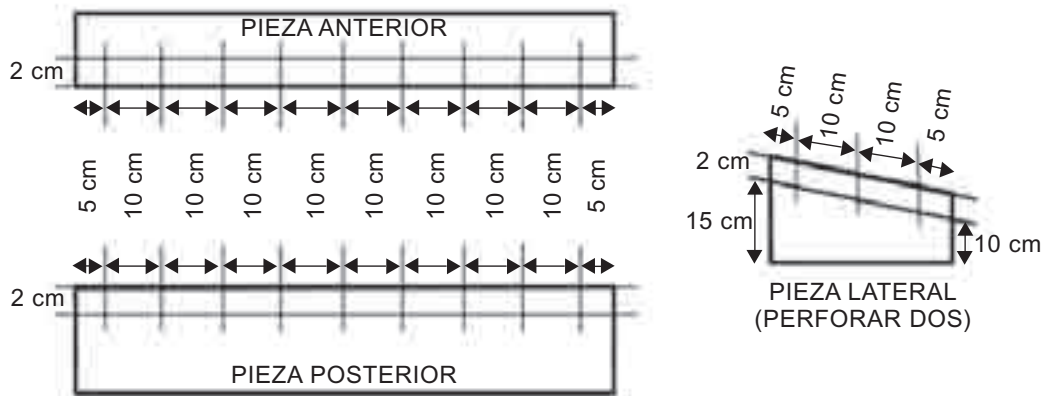 PIEZA ANTERIOR
2 cm
5 cm 10 cm 10 cm 10 cm 10 cm 10 cm 10 cm 10 cm 10 cm 5 cm
2 cm
PIEZA POSTERIOR
5 cm 10 cm 10 cm 5 cm
2 cm
15 cm
10 cm
PIEZA LATERAL
(PERFORAR DOS)